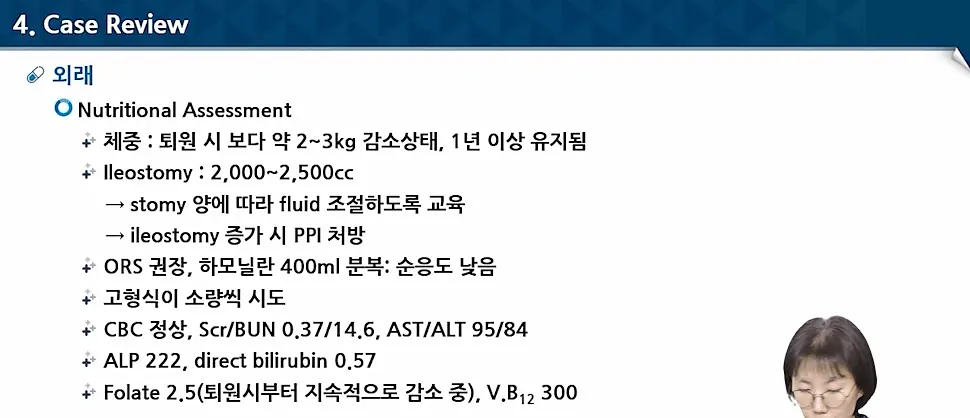 4. Case Review
외래
Nutritional Assessment
체중 : 퇴원 시 보다 약 2~3kg 감소상태, 1년 이상 유지됨
Ileostomy : 2,000~2,500cc
→ stomy 양에 따라 fluid 조절하도록 교육
→ ileostomy 증가 시 PPI 처방
ORS 권장, 하모닐란 400ml 분복: 순응도 낮음
고형식이 소량씩 시도
CBC 정상, Scr/BUN 0.37/14.6, AST/ALT 95/84
ALP 222, direct bilirubin 0.57
Folate 2.5(퇴원시부터 지속적으로 감소 중), V.B₁₂ 300